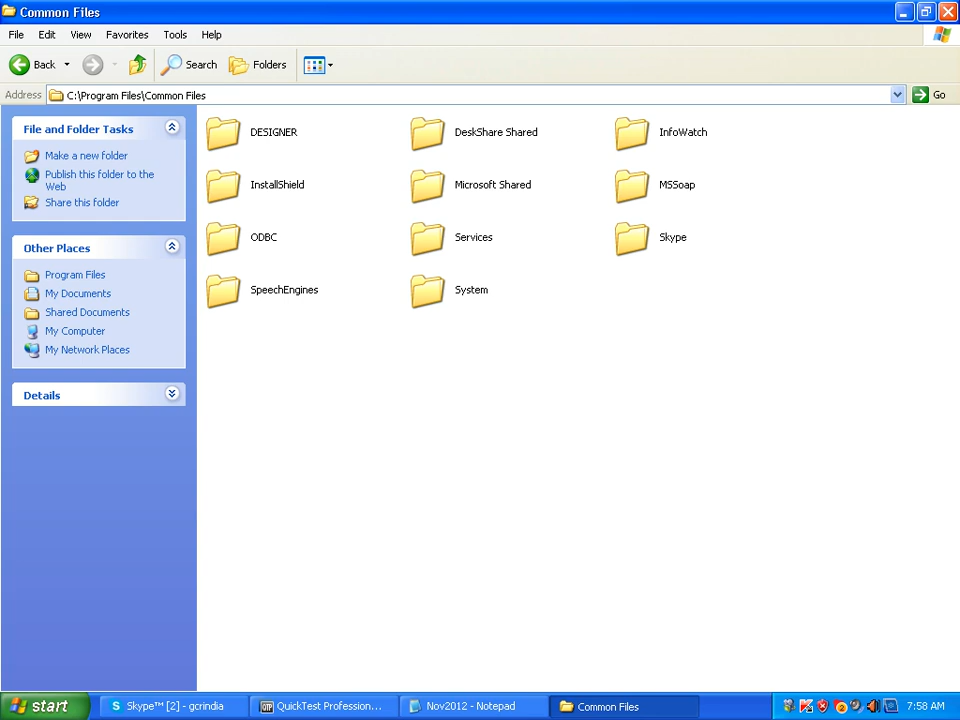 Common Files
File Edit View Favorites Tools Help
Back Search Folders
Address C:\Program Files\Common Files Go
File and Folder Tasks
Make a new folder
Publish this folder to the
Web
Share this folder
Other Places
Program Files
My Documents
Shared Documents
My Computer
My Network Places
Details
DESIGNER DeskShare Shared InfoWatch
InstallShield Microsoft Shared MSSoap
ODBC Services Skype
SpeechEngines System
start Skype™ [2] - gcrindia QTP QuickTest Profession... Nov2012 - Notepad Common Files 7:58 AM